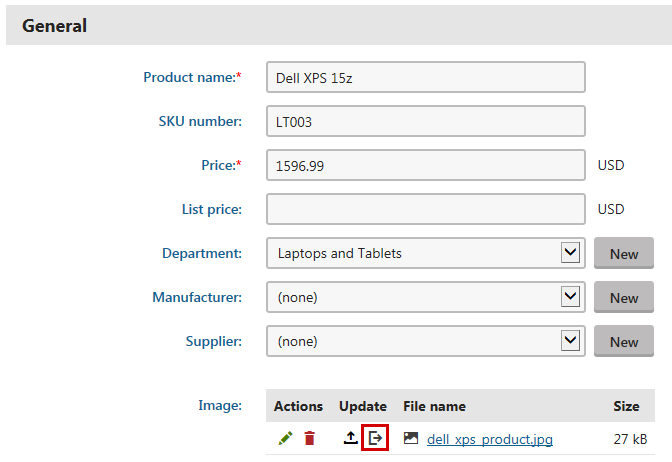 General
Product name:* Dell XPS 15z
SKU number: LT003
Price:* 1596.99 USD
List price: USD
Department: Laptops and Tablets New
Manufacturer: (none) New
Supplier: (none) New
Image: Actions Update File name Size
dell_xps_product.jpg 27 kB